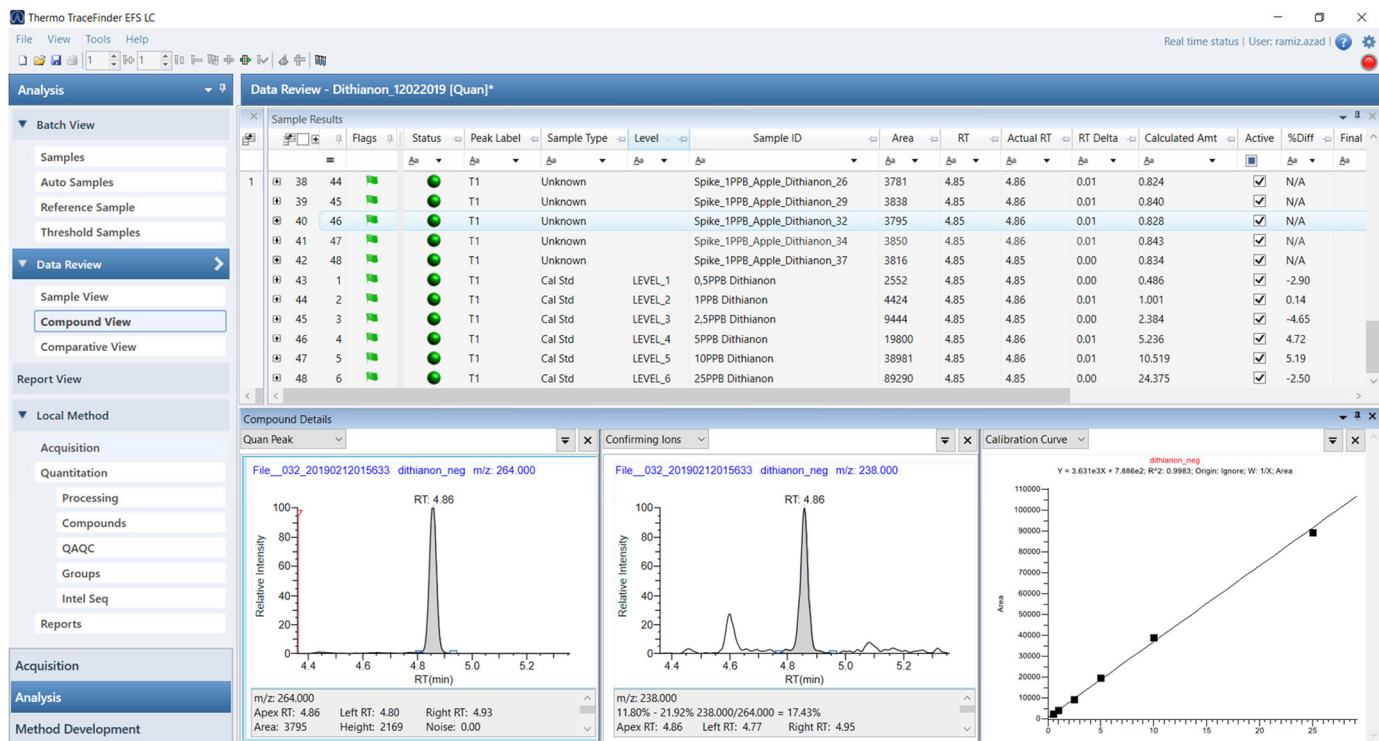 Thermo TraceFinder EFS LC
File View Tools Help
Real time status | User: ramiz.azad |
1 1
Analysis
Data Review - Dithianon_12022019 [Quan]*
Batch View
Samples
Auto Samples
Reference Sample
Threshold Samples
Data Review
Sample View
Compound View
Comparative View
Report View
Local Method
Acquisition
Quantitation
Processing
Compounds
QAQC
Groups
Intel Seq
Reports
Acquisition
Analysis
Method Development
Sample Results
Flags Status Peak Label Sample Type Level Sample ID Area RT Actual RT RT Delta Calculated Amt Active %Diff Final
= Aa Aa Aa Aa Aa Aa Aa Aa Aa Aa Aa Aa
1 38 44 T1 Unknown Spike_1PPB_Apple_Dithianon_26 3781 4.85 4.86 0.01 0.824 N/A
39 45 T1 Unknown Spike_1PPB_Apple_Dithianon_29 3838 4.85 4.86 0.01 0.840 N/A
40 46 T1 Unknown Spike_1PPB_Apple_Dithianon_32 3795 4.85 4.86 0.01 0.828 N/A
41 47 T1 Unknown Spike_1PPB_Apple_Dithianon_34 3850 4.85 4.86 0.01 0.843 N/A
42 48 T1 Unknown Spike_1PPB_Apple_Dithianon_37 3816 4.85 4.86 0.00 0.834 N/A
43 1 T1 Cal Std LEVEL_1 0,5PPB Dithianon 2552 4.85 4.85 0.00 0.486 -2.90
44 2 T1 Cal Std LEVEL_2 1PPB Dithianon 4424 4.85 4.86 0.01 1.001 0.14
45 3 T1 Cal Std LEVEL_3 2,5PPB Dithianon 9444 4.85 4.85 0.00 2.384 -4.65
46 4 T1 Cal Std LEVEL_4 5PPB Dithianon 19800 4.85 4.86 0.01 5.236 4.72
47 5 T1 Cal Std LEVEL_5 10PPB Dithianon 38981 4.85 4.86 0.01 10.519 5.19
48 6 T1 Cal Std LEVEL_6 25PPB Dithianon 89290 4.85 4.85 0.00 24.375 -2.50
Compound Details
Quan Peak
File__032_20190212015633 dithianon_neg m/z: 264.000
RT: 4.86
100
80
60
40
20
0
Relative Intensity
4.4 4.6 4.8 5.0 5.2
RT(min)
m/z: 264.000
Apex RT: 4.86 Left RT: 4.80 Right RT: 4.93
Area: 3795 Height: 2169 Noise: 0.00
Confirming Ions
File__032_20190212015633 dithianon_neg m/z: 238.000
RT: 4.86
100
80
60
40
20
0
Relative Intensity
4.4 4.6 4.8 5.0 5.2
RT(min)
m/z: 238.000
11.80% - 21.92% 238.000/264.000 = 17.43%
Apex RT: 4.86 Left RT: 4.77 Right RT: 4.95
Calibration Curve
dithianon_neg
Y = 3.631e3X + 7.886e2; R^2: 0.9983; Origin: Ignore; W: 1/X; Area
110000
100000
90000
80000
70000
60000
50000
40000
30000
20000
10000
0
Area
0 5 10 15 20 25